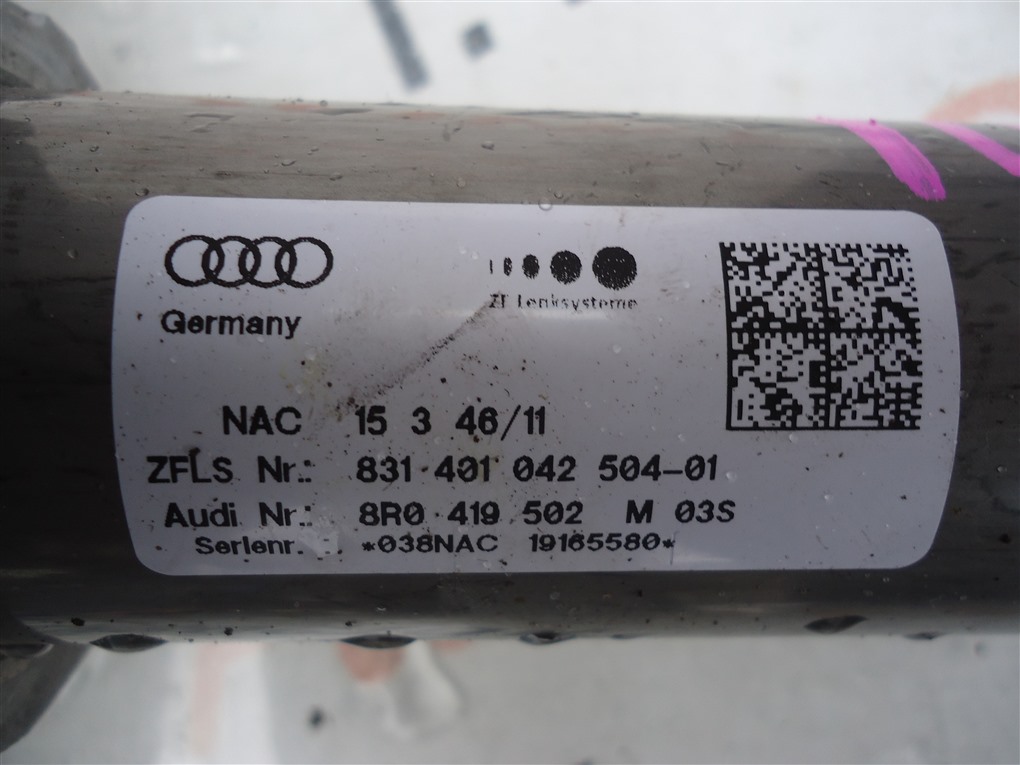 Germany
ZF Lenksysteme
NAC 15 3 46/11
ZFLS Nr.: 831 401 042 504-01
Audi Nr.: 8R0 419 502 M 03S
Serienr. : *038NAC 19165580*